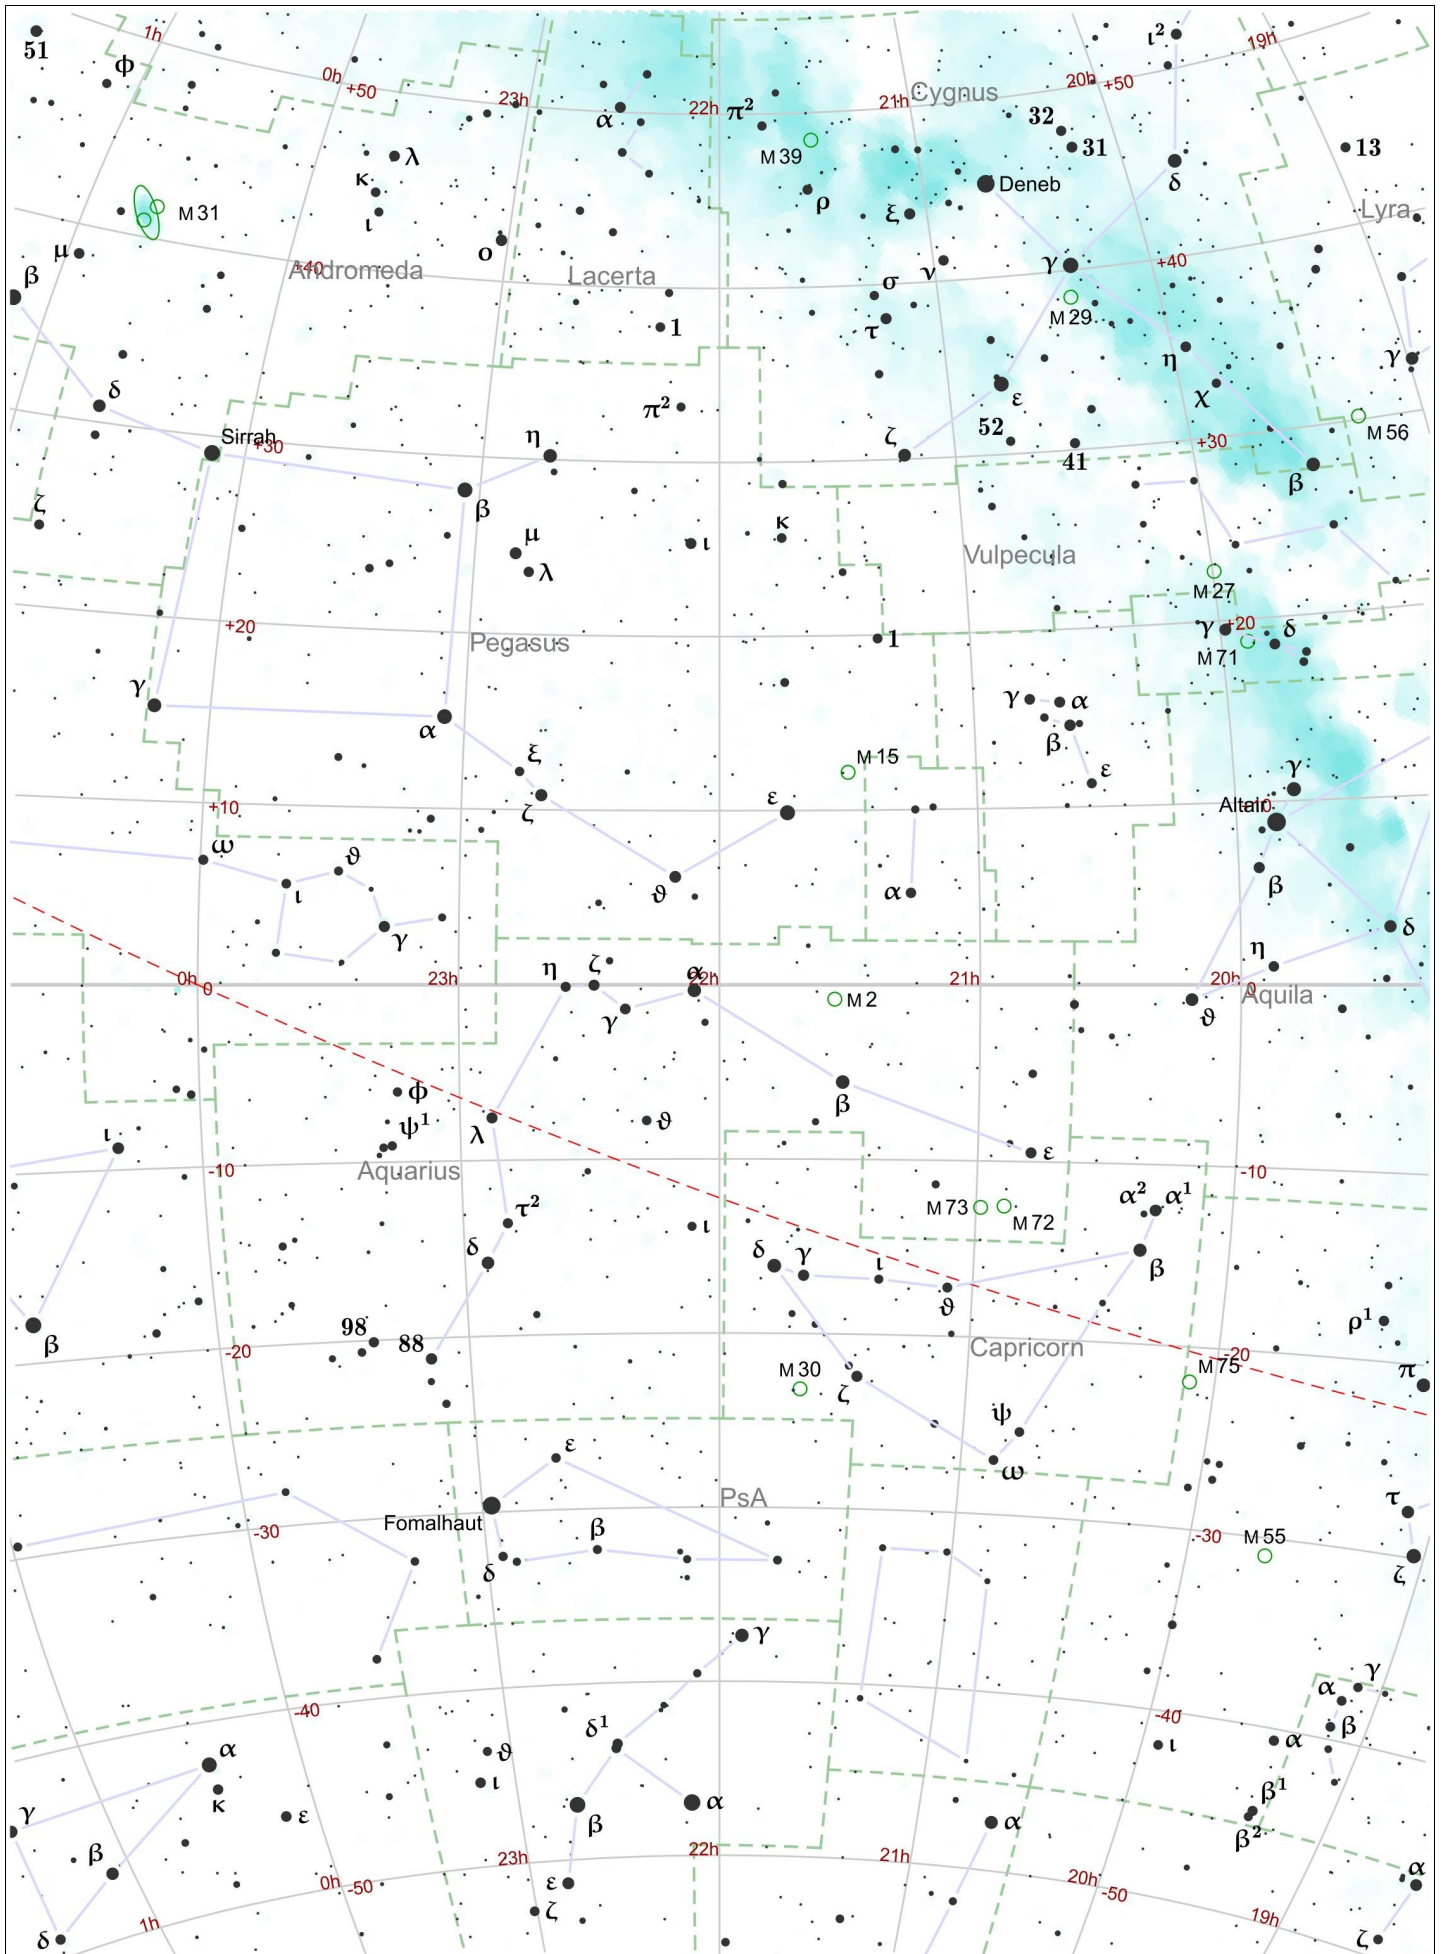 51
1h
ϕ
0h
+50
23h
α
22h
π²
M 39
21h
Cygnus
20h
+50
ι²
19h
32
31
13
λ
κ
ι
M 31
ρ
ξ
Deneb
δ
Lyra
μ
β
+40
Andromeda
ο
Lacerta
σ
ν
γ
+40
τ
M 29
1
η
γ
δ
π²
ε
χ
M 56
Sirrah
+30
η
ζ
52
41
+30
β
ζ
β
μ
λ
ι
κ
Vulpecula
M 27
+20
Pegasus
1
γ
+20
δ
M 71
γ
α
γ
α
β
ξ
M 15
ε
γ
+10
ζ
ε
Altair
+10
ω
ϑ
ι
ϑ
α
β
γ
δ
0h
0
23h
η
ζ
α
22h
γ
M 2
21h
η
20h
0
Aquila
ϑ
ϕ
ψ¹
λ
ϑ
β
ι
ε
-10
Aquarius
-10
τ²
ι
M 73
M 72
α²
α¹
δ
δ
γ
ι
ϑ
β
98
88
β
ρ¹
-20
Capricorn
-20
M 75
π
M 30
ζ
ψ
ω
ε
PsA
τ
Fomalhaut
-30
β
δ
-30
M 55
ζ
γ
γ
α
-40
δ¹
-40
β
α
ι
α
ϑ
κ
ι
γ
ε
β
α
α
β¹
β²
β
23h
22h
21h
0h
-50
ε
20h
-50
α
1h
ζ
19h
δ
ζ